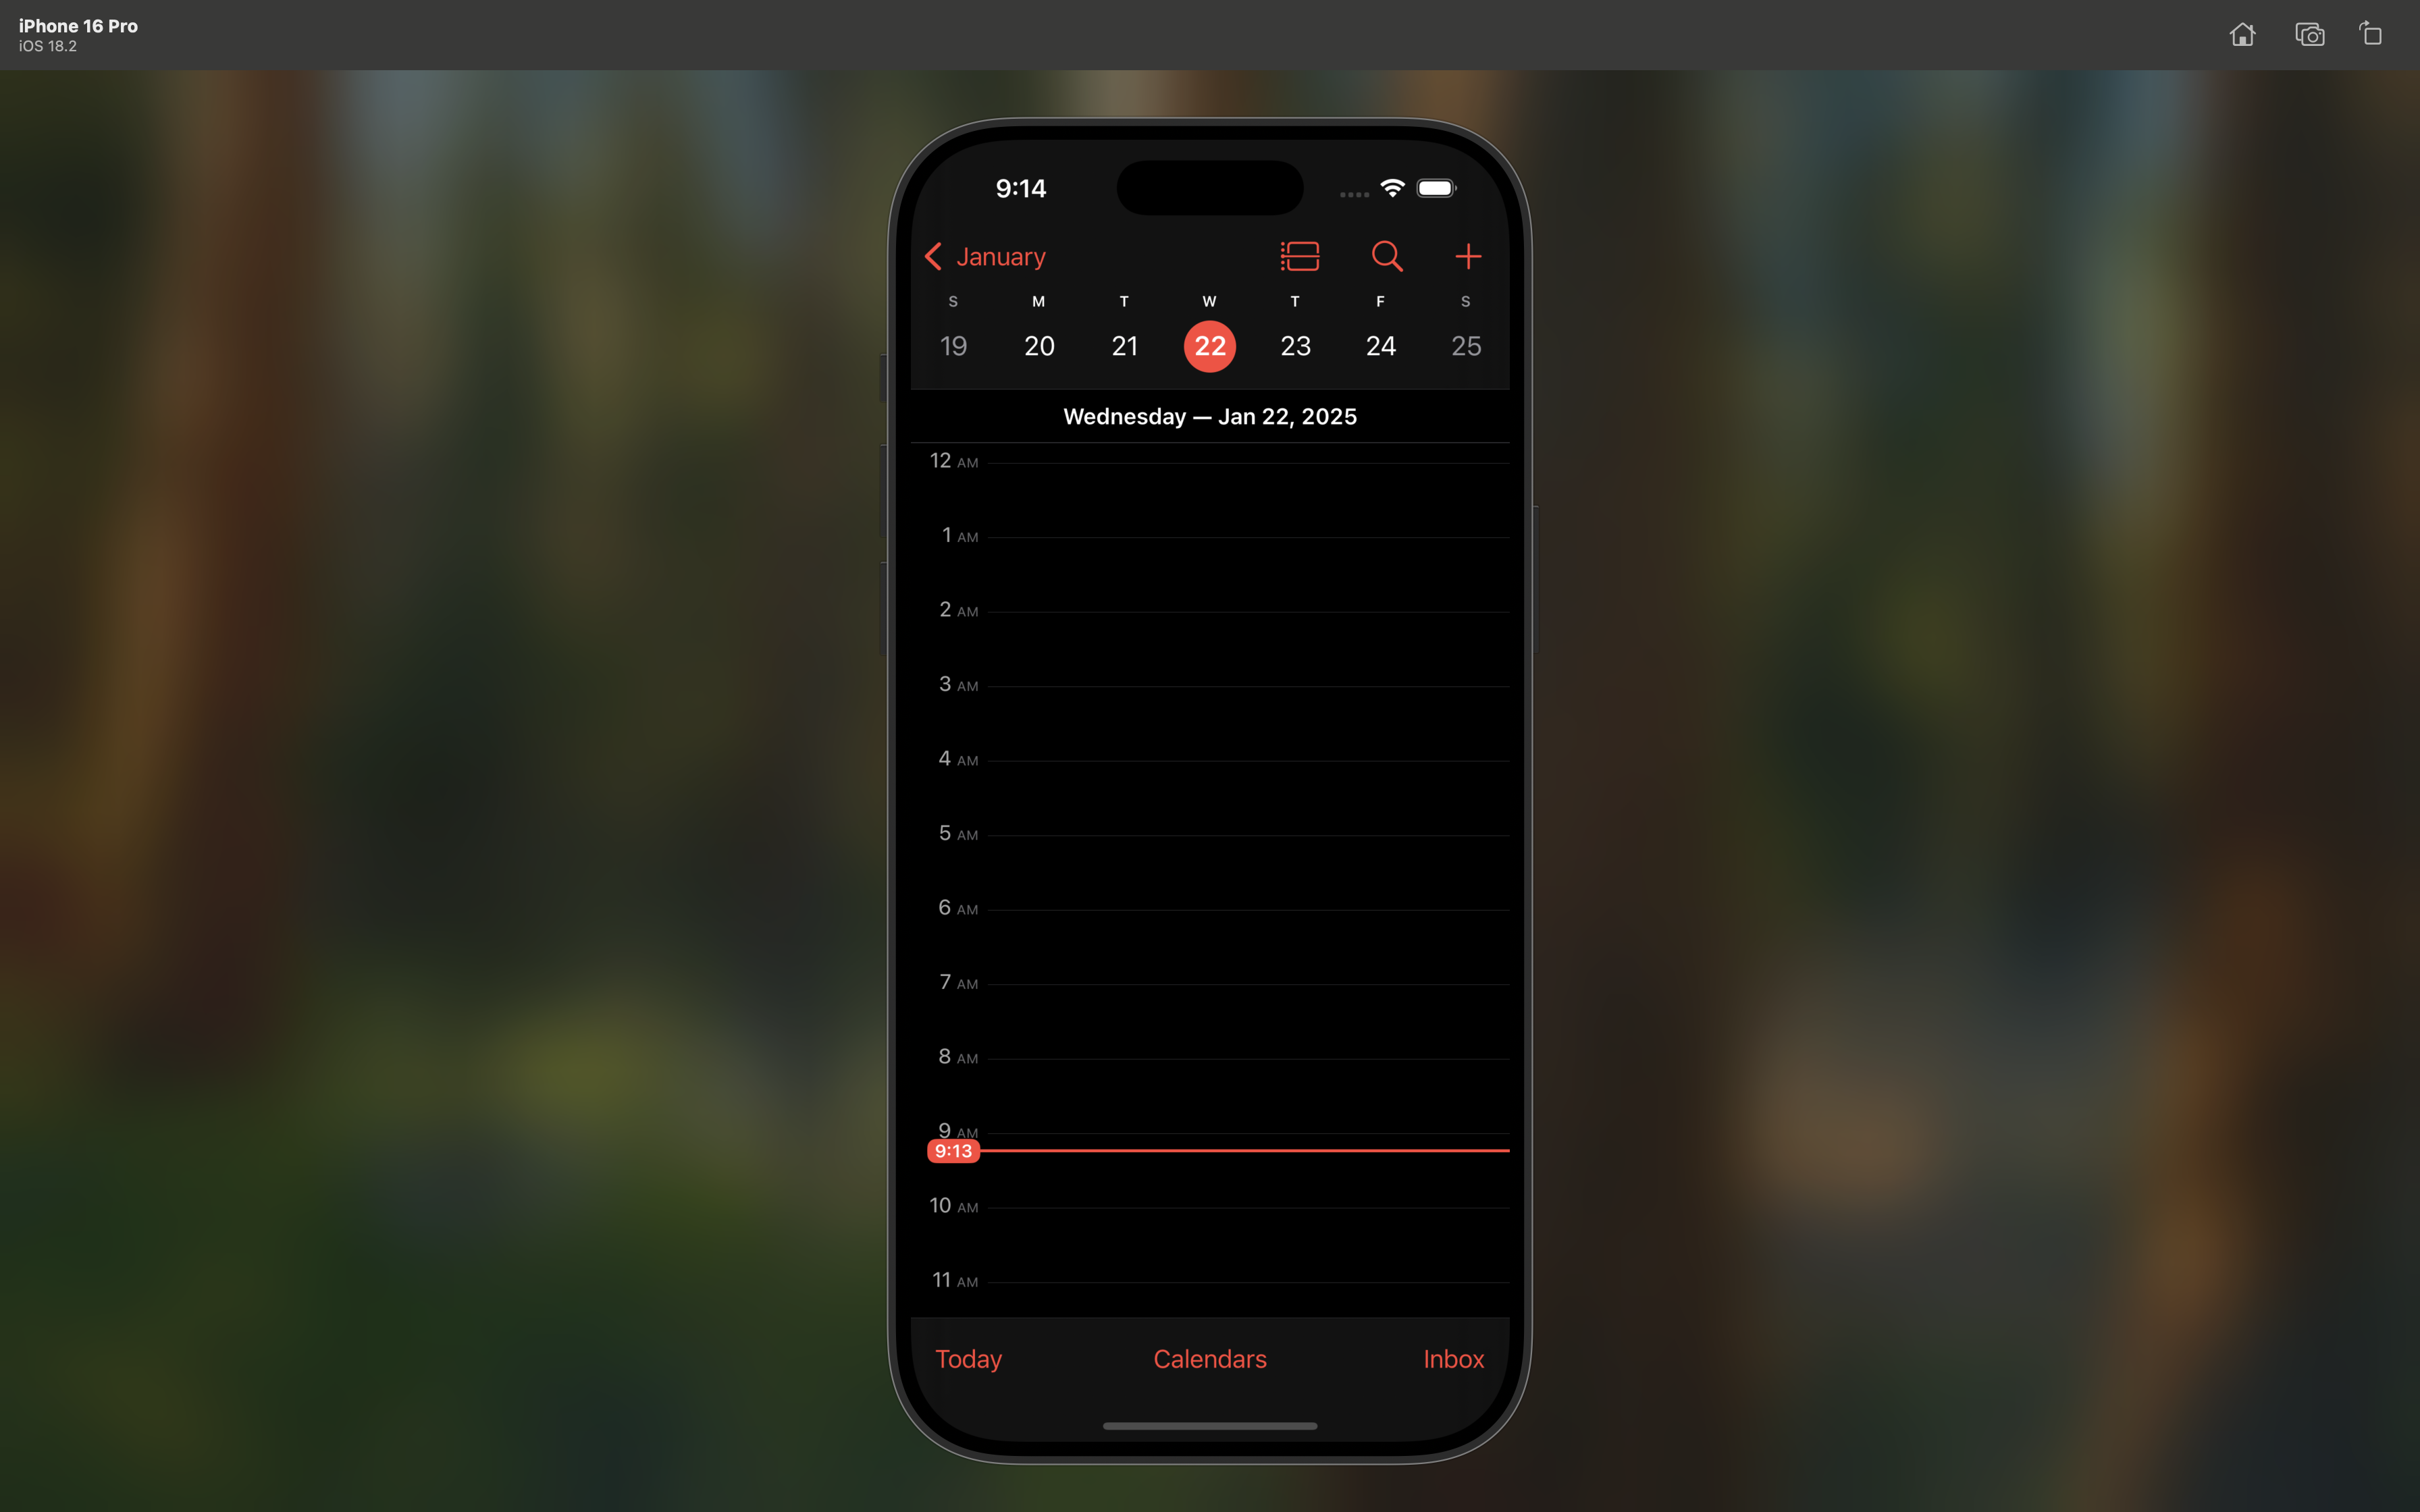 iPhone 16 Pro
iOS 18.2
9:14
January
S M T W T F S
19 20 21 22 23 24 25
Wednesday — Jan 22, 2025
12 AM
1 AM
2 AM
3 AM
4 AM
5 AM
6 AM
7 AM
8 AM
9 AM
9:13
10 AM
11 AM
Today Calendars Inbox